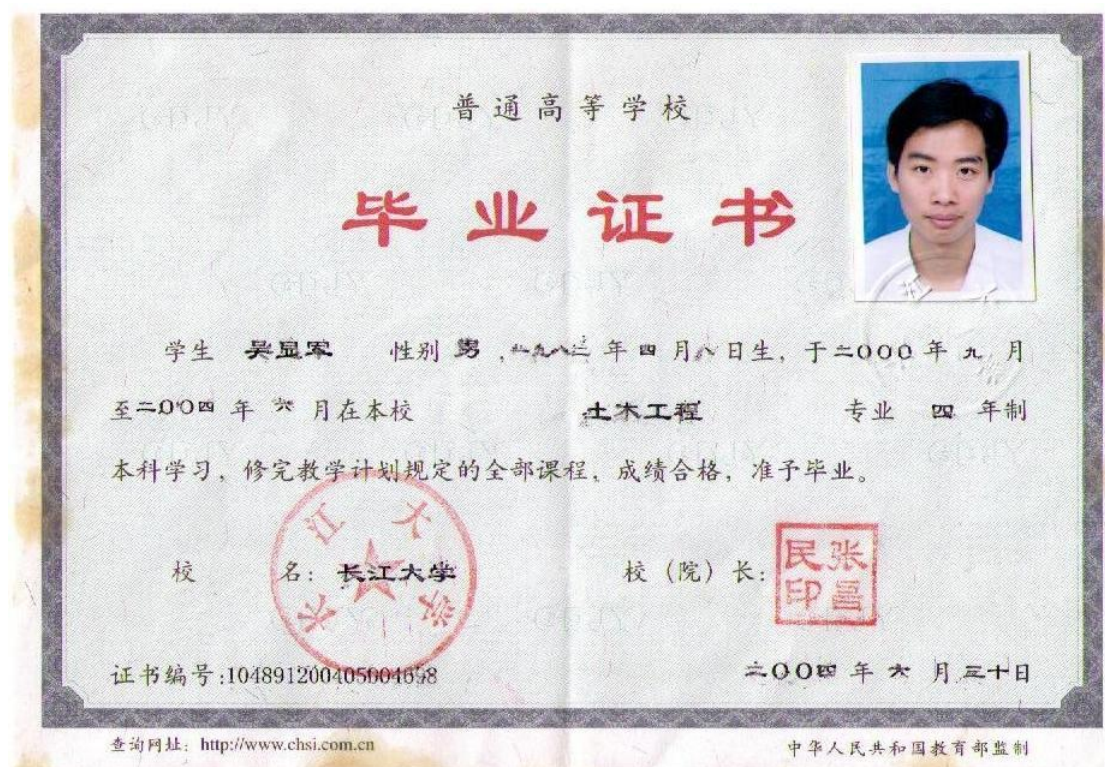 普通高等学校
毕业证书
学生 吴显军 性别 男，一九八二年四月八日生，于二000年九月
至二00四年六月在本校 土木工程 专业 四 年制
本科学习，修完教学计划规定的全部课程，成绩合格，准予毕业。
校 名：长江大学 校（院）长：
长江大学
张昌民印
证书编号:104891200405004698
二00四年六月三十日
查询网址：http://www.chsi.com.cn
中华人民共和国教育部监制